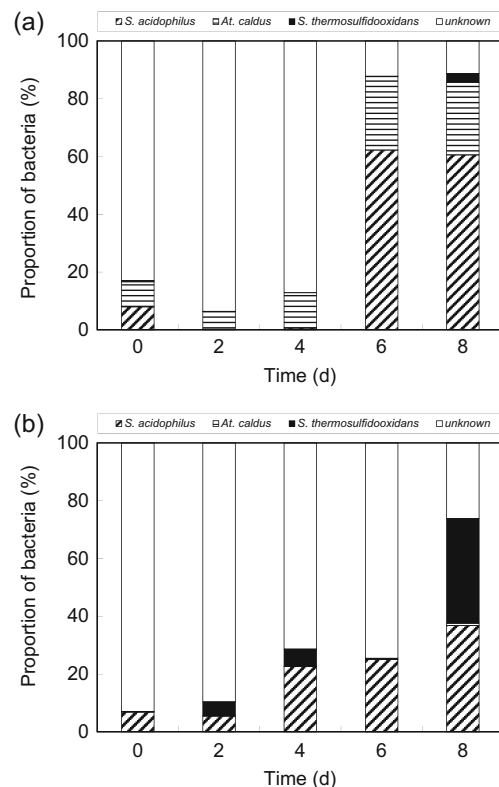 (a)
S. acidophilus At. caldus S. thermosulfidooxidans unknown
100
80
60
40
20
0
Proportion of bacteria (%)
0 2 4 6 8
Time (d)
(b)
S. acidophilus At. caldus S. thermosulfidooxidans unknown
100
80
60
40
20
0
Proportion of bacteria (%)
0 2 4 6 8
Time (d)